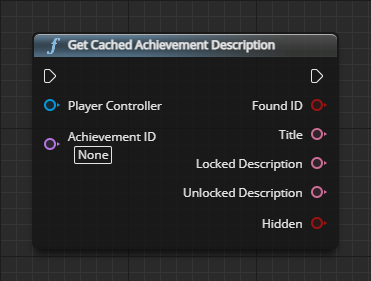 Get Cached Achievement Description
Player Controller
Found ID
Achievement ID
None
Title
Locked Description
Unlocked Description
Hidden